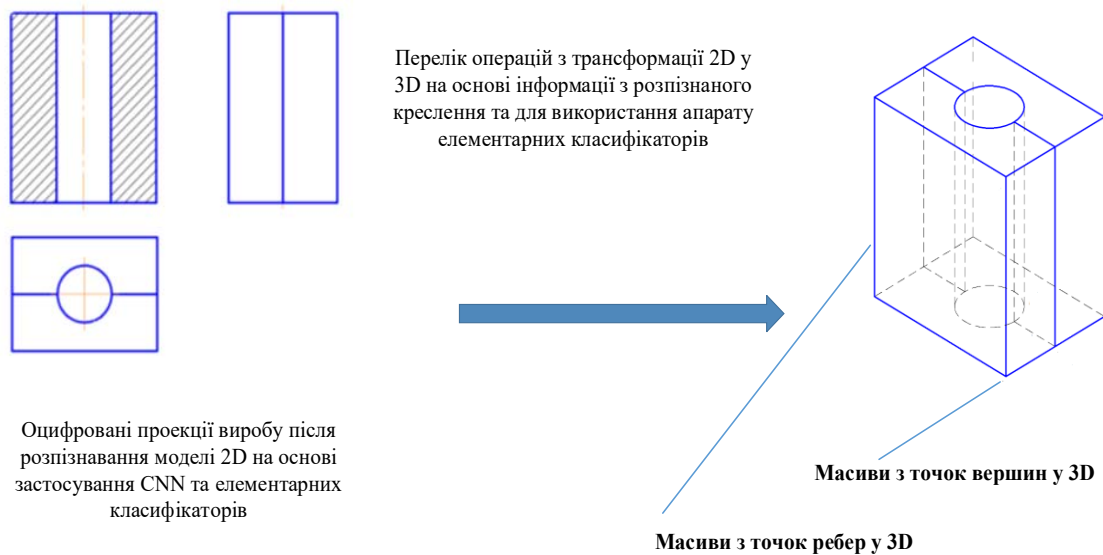 Перелік операцій з трансформації 2D у
3D на основі інформації з розпізнаного
креслення та для використання апарату
елементарних класифікаторів
Оцифровані проекції виробу після
розпізнавання моделі 2D на основі
застосування CNN та елементарних
класифікаторів
Масиви з точок вершин у 3D
Масиви з точок ребер у 3D